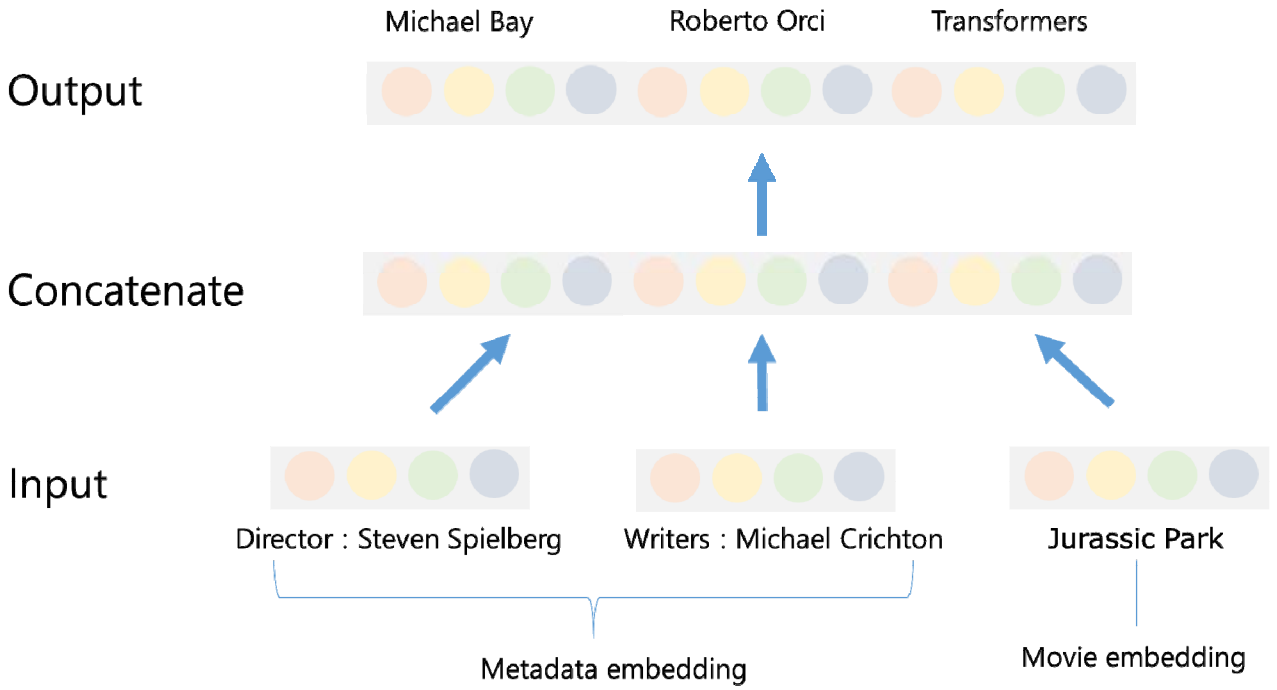 Michael Bay Roberto Orci Transformers
Output
Concatenate
Input
Director : Steven Spielberg Writers : Michael Crichton Jurassic Park
Metadata embedding Movie embedding